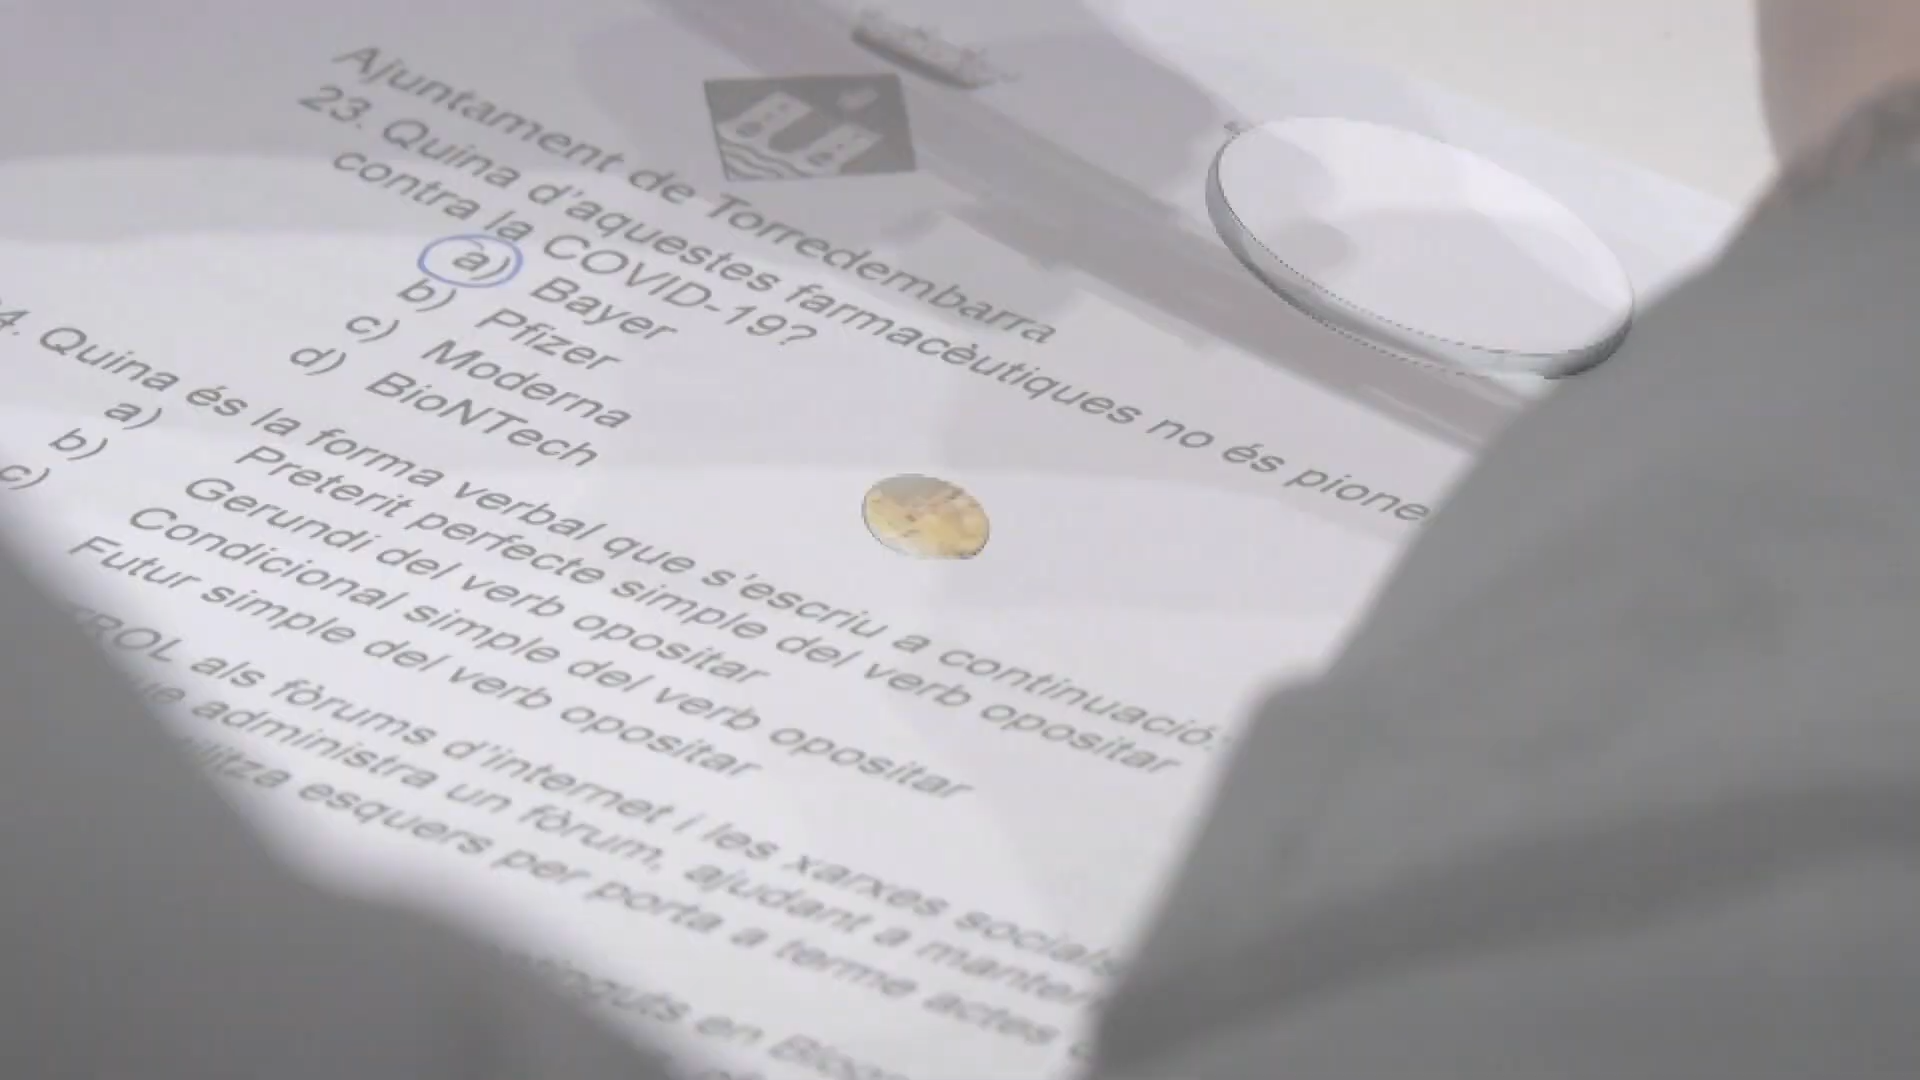 Ajuntament de Torredembarra
23. Quina d'aquestes farmacèutiques no és pione
contra la COVID-19?
a) Bayer
b) Pfizer
c) Moderna
d) BioNTech
4. Quina és la forma verbal que s'escriu a continuació.
a) Preterit perfecte simple del verb opositar
b) Gerundi del verb opositar
c) Condicional simple del verb opositar
Futur simple del verb opositar
ROL als fòrums d'internet i les xarxes socials
administra un fòrum, ajudant a manten
esquers per porta a terme actes
en